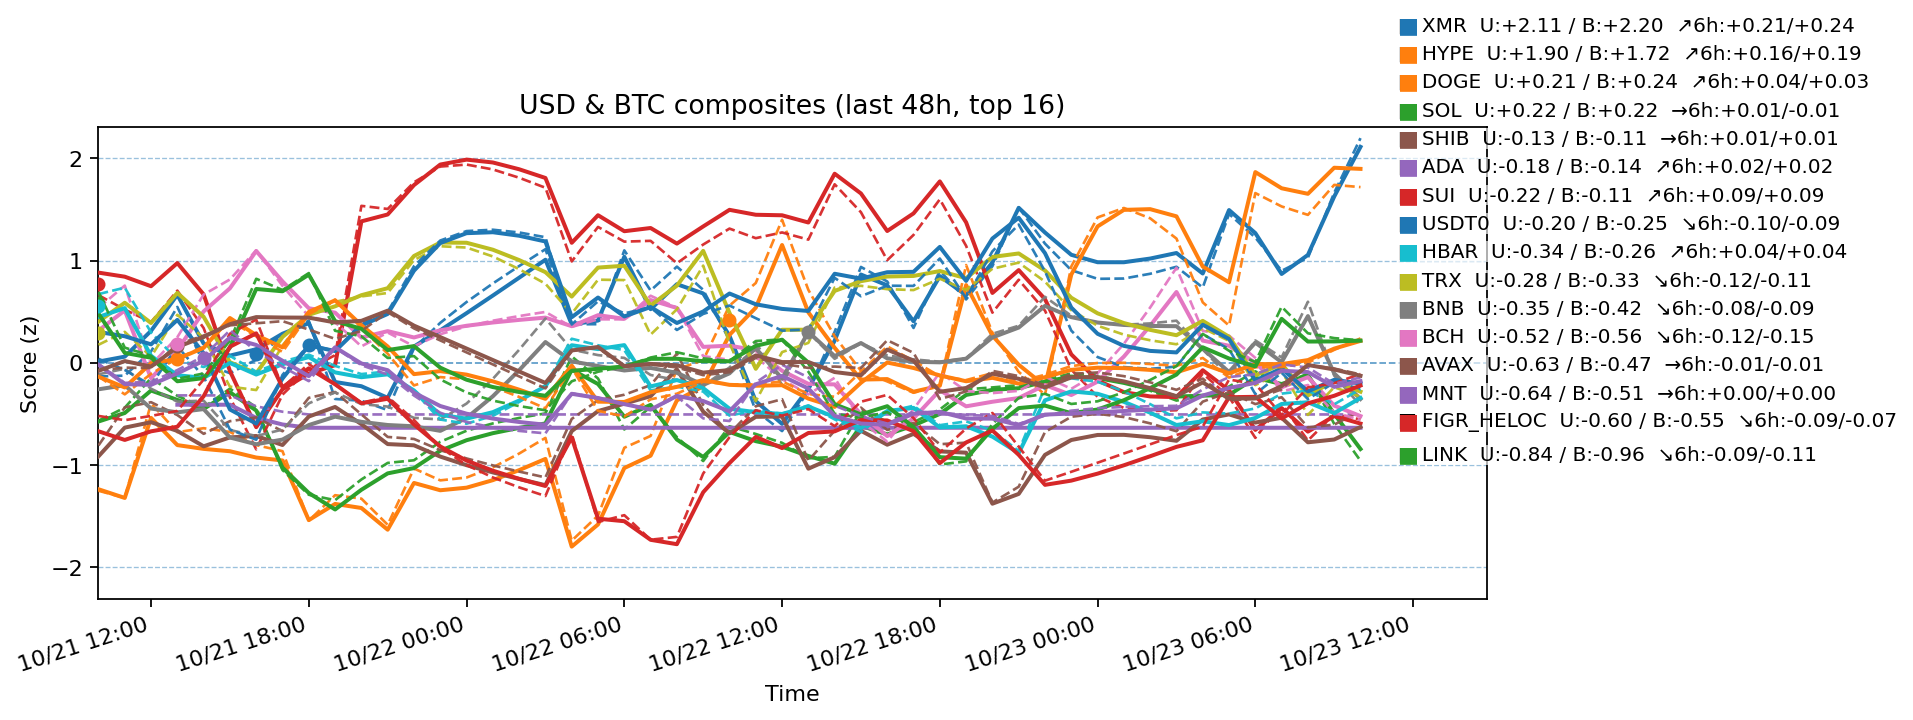 XMR  U:+2.11 / B:+2.20  ↗6h:+0.21/+0.24
HYPE  U:+1.90 / B:+1.72  ↗6h:+0.16/+0.19
DOGE  U:+0.21 / B:+0.24  ↗6h:+0.04/+0.03
SOL  U:+0.22 / B:+0.22  →6h:+0.01/-0.01
SHIB  U:-0.13 / B:-0.11  →6h:+0.01/+0.01
ADA  U:-0.18 / B:-0.14  ↗6h:+0.02/+0.02
SUI  U:-0.22 / B:-0.11  ↗6h:+0.09/+0.09
USDT0  U:-0.20 / B:-0.25  ↘6h:-0.10/-0.09
HBAR  U:-0.34 / B:-0.26  ↗6h:+0.04/+0.04
TRX  U:-0.28 / B:-0.33  ↘6h:-0.12/-0.11
BNB  U:-0.35 / B:-0.42  ↘6h:-0.08/-0.09
BCH  U:-0.52 / B:-0.56  ↘6h:-0.12/-0.15
AVAX  U:-0.63 / B:-0.47  →6h:-0.01/-0.01
MNT  U:-0.64 / B:-0.51  →6h:+0.00/+0.00
FIGR_HELOC  U:-0.60 / B:-0.55  ↘6h:-0.09/-0.07
LINK  U:-0.84 / B:-0.96  ↘6h:-0.09/-0.11
USD & BTC composites (last 48h, top 16)
Score (z)
2
1
0
−1
−2
10/21 12:00
10/21 18:00
10/22 00:00
10/22 06:00
10/22 12:00
10/22 18:00
10/23 00:00
10/23 06:00
10/23 12:00
Time